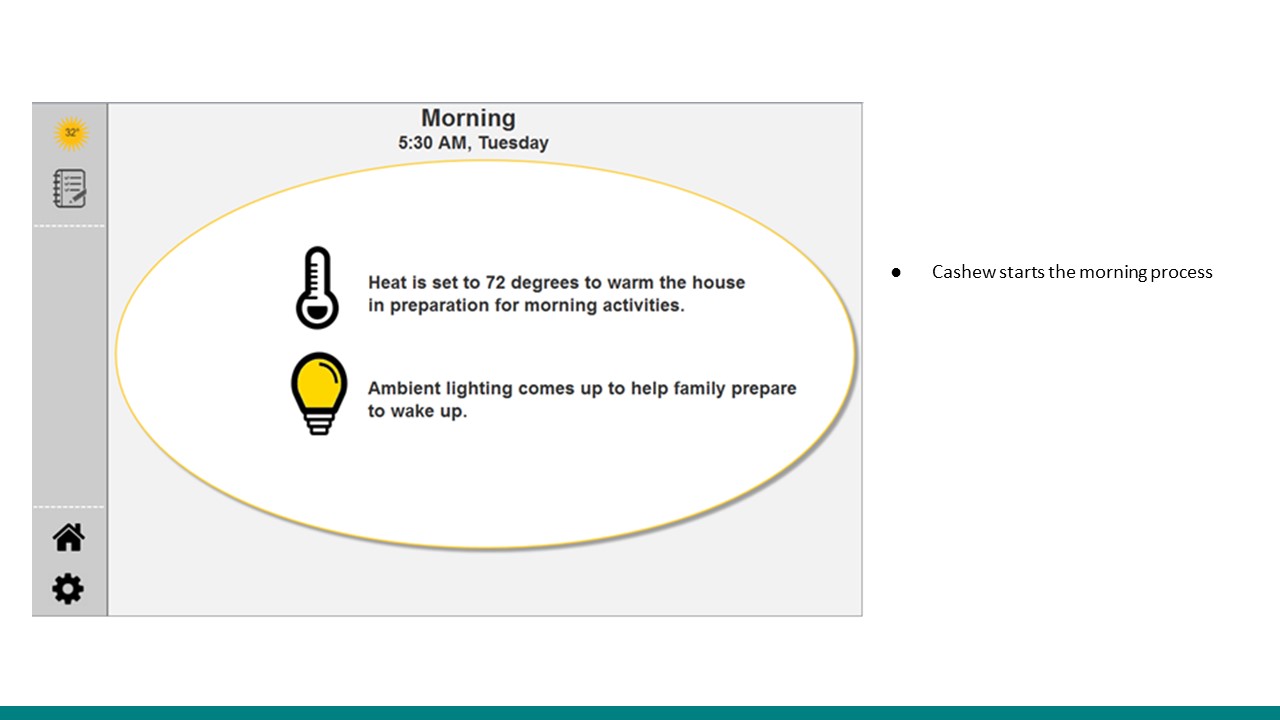 Morning
5:30 AM, Tuesday
32°
Heat is set to 72 degrees to warm the house
in preparation for morning activities.
Ambient lighting comes up to help family prepare
to wake up.
● Cashew starts the morning process